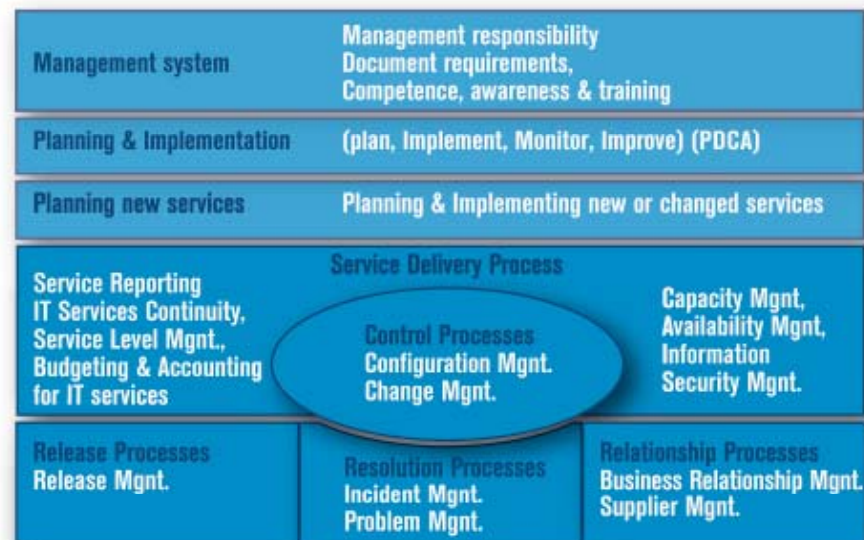 Management system
Management responsibility
Document requirements,
Competence, awareness & training
Planning & Implementation
(plan, Implement, Monitor, Improve) (PDCA)
Planning new services
Planning & Implementing new or changed services
Service Delivery Process
Service Reporting
IT Services Continuity,
Service Level Mgnt.,
Budgeting & Accounting
for IT services
Control Processes
Configuration Mgnt.
Change Mgnt.
Capacity Mgnt,
Availability Mgnt,
Information
Security Mgnt.
Release Processes
Release Mgnt.
Resolution Processes
Incident Mgnt.
Problem Mgnt.
Relationship Processes
Business Relationship Mgnt.
Supplier Mgnt.